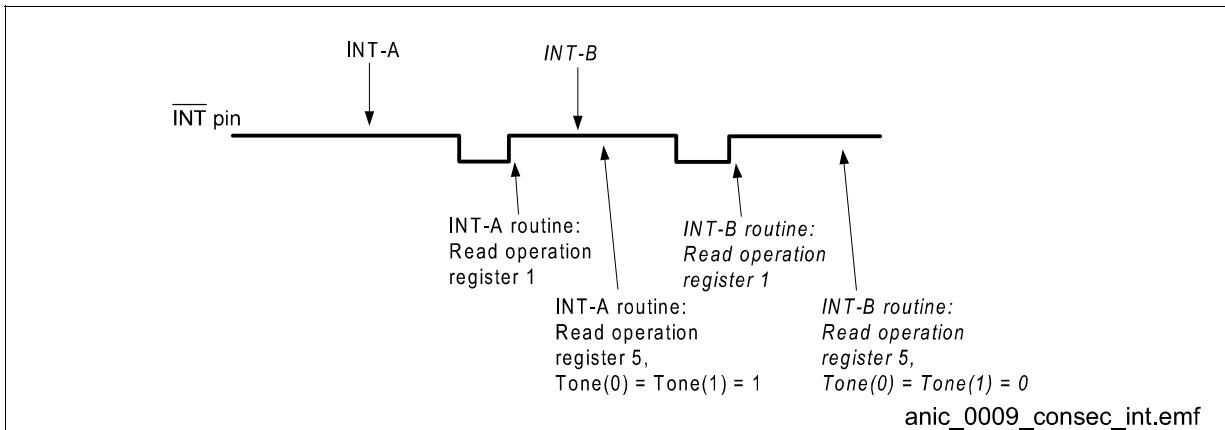 INT-A
INT-B
INT pin
INT-A routine:
Read operation
register 1
INT-B routine:
Read operation
register 1
INT-A routine:
Read operation
register 5,
Tone(0) = Tone(1) = 1
INT-B routine:
Read operation
register 5,
Tone(0) = Tone(1) = 0
anic_0009_consec_int.emf